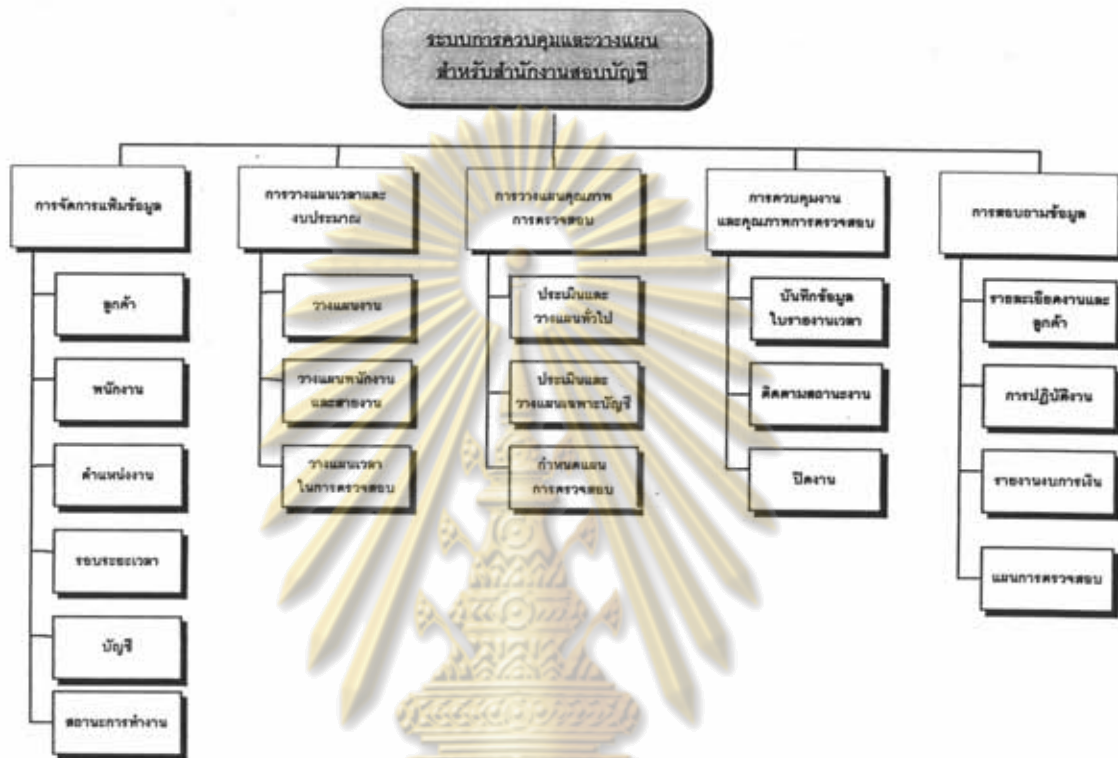 ระบบการควบคุมและวางแผน
สำหรับสำนักงานสอบบัญชี
การจัดการแฟ้มข้อมูล
ลูกค้า
พนักงาน
ตำแหน่งงาน
รอบระยะเวลา
บัญชี
สถานะการทำงาน
การวางแผนเวลาและ
งบประมาณ
วางแผนงาน
วางแผนพนักงาน
และสายงาน
วางแผนเวลา
ในการตรวจสอบ
การวางแผนคุณภาพ
การตรวจสอบ
ประเมินและ
วางแผนทั่วไป
ประเมินและ
วางแผนเฉพาะบัญชี
กำหนดแผน
การตรวจสอบ
การควบคุมงาน
และคุณภาพการตรวจสอบ
บันทึกข้อมูล
ใบรายงานเวลา
ติดตามสถานะงาน
ปิดงาน
การสอบถามข้อมูล
รายละเอียดงานและ
ลูกค้า
การปฏิบัติงาน
รายงานงบการเงิน
แผนการตรวจสอบ